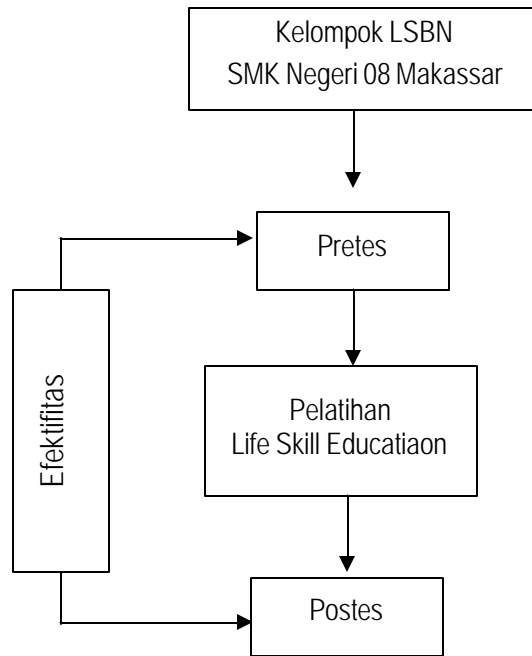 Kelompok LSBN
SMK Negeri 08 Makassar
Pretes
Efektifitas
Pelatihan
Life Skill Educatiaon
Postes